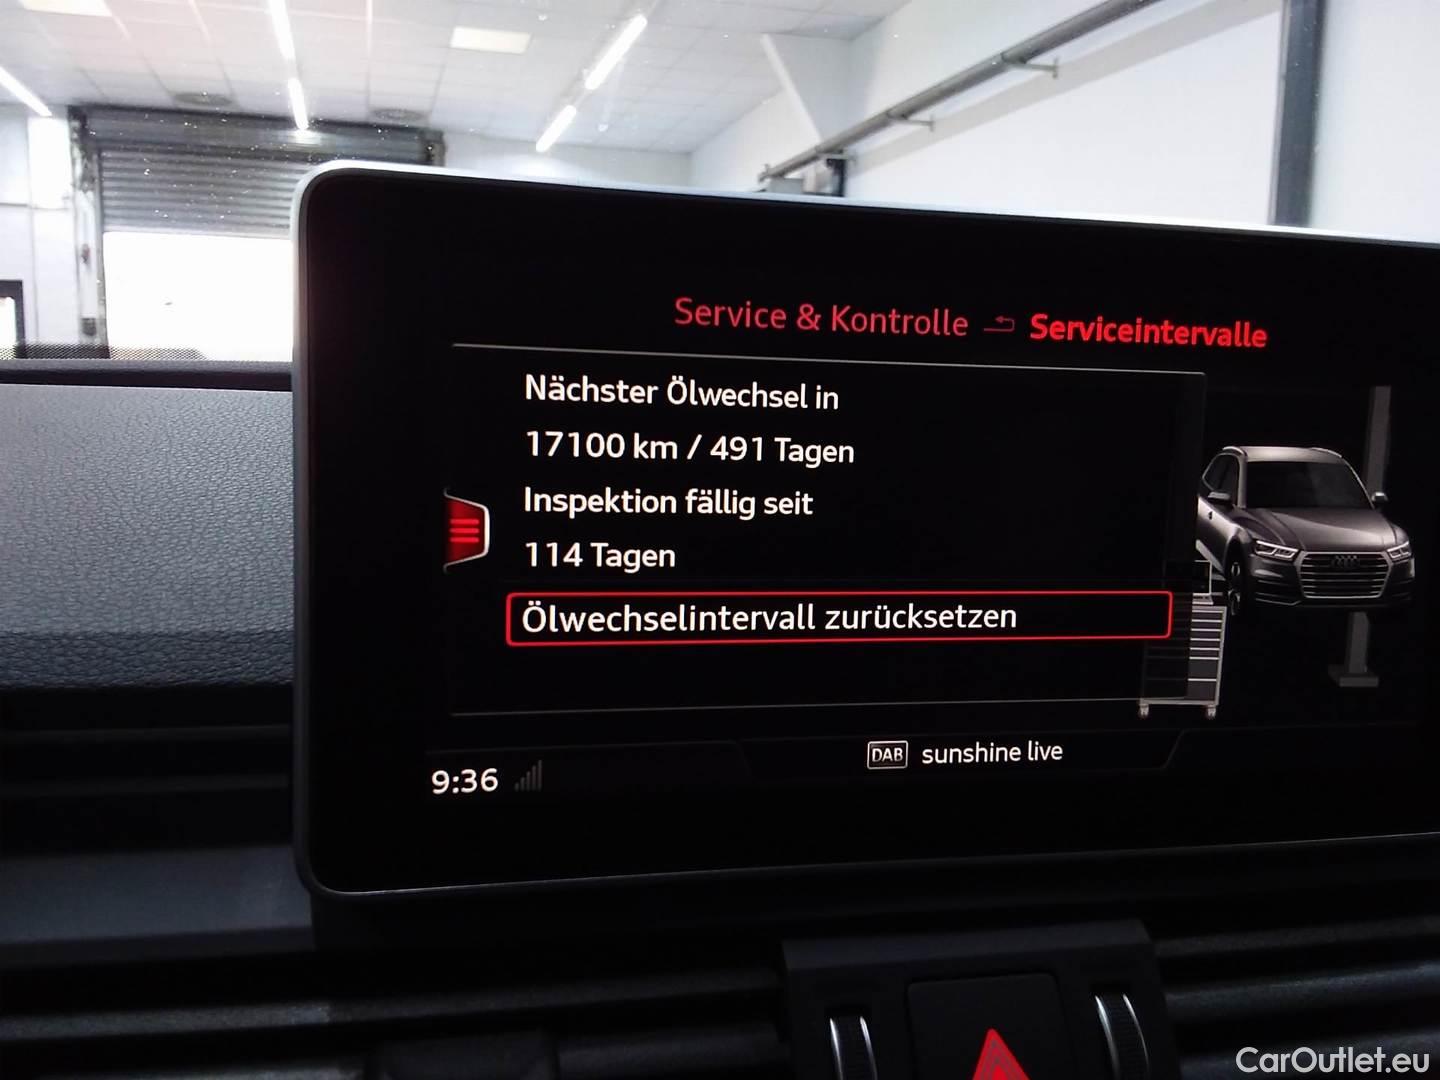 Service & Kontrolle Serviceintervalle
Nächster Ölwechsel in
17100 km / 491 Tagen
Inspektion fällig seit
114 Tagen
Ölwechselintervall zurücksetzen
DAB sunshine live
9:36
CarOutlet.eu